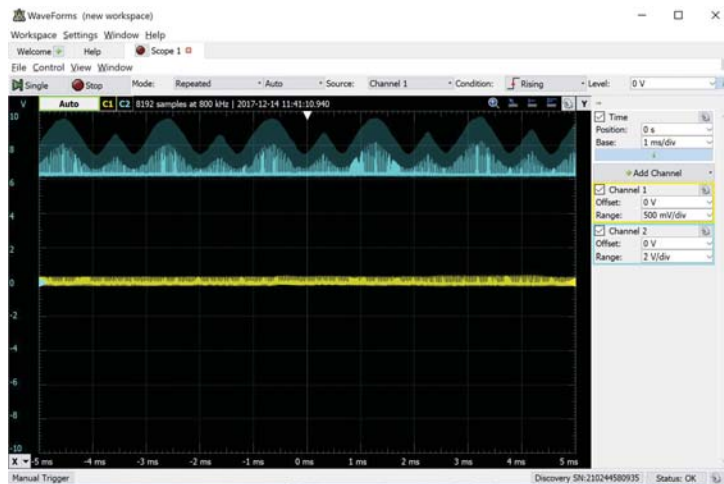 WaveForms (new workspace)
Workspace Settings Window Help
Welcome Help Scope 1
File Control View Window
Single Stop Mode: Repeated Auto Source: Channel 1 Condition: Rising Level: 0 V
V Auto C1 C2 8192 samples at 800 kHz | 2017-12-14 11:41:10.940 Y
Time
Position: 0 s
Base: 1 ms/div
Add Channel
Channel 1
Offset: 0 V
Range: 500 mV/div
Channel 2
Offset: 0 V
Range: 2 V/div
10
8
6
4
2
0
-2
-4
-6
-8
-10
X -5 ms -4 ms -3 ms -2 ms -1 ms 0 ms 1 ms 2 ms 3 ms 4 ms 5 ms
Manual Trigger Discovery SN:210244580935 Status: OK